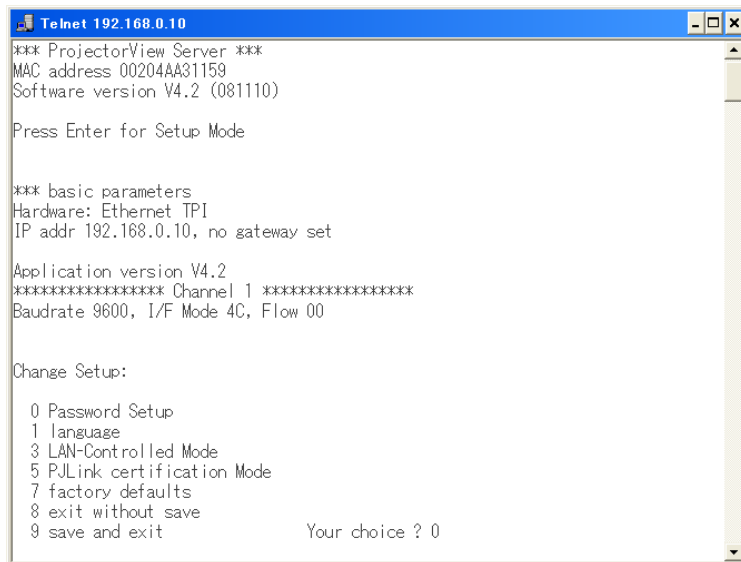 Telnet 192.168.0.10
*** ProjectorView Server ***
MAC address 00204AA31159
Software version V4.2 (081110)
Press Enter for Setup Mode
*** basic parameters
Hardware: Ethernet TPI
IP addr 192.168.0.10, no gateway set
Application version V4.2
***************** Channel 1 *****************
Baudrate 9600, I/F Mode 4C, Flow 00
Change Setup:
0 Password Setup
1 language
3 LAN-Controlled Mode
5 PJLink certification Mode
7 factory defaults
8 exit without save
9 save and exit Your choice ? 0